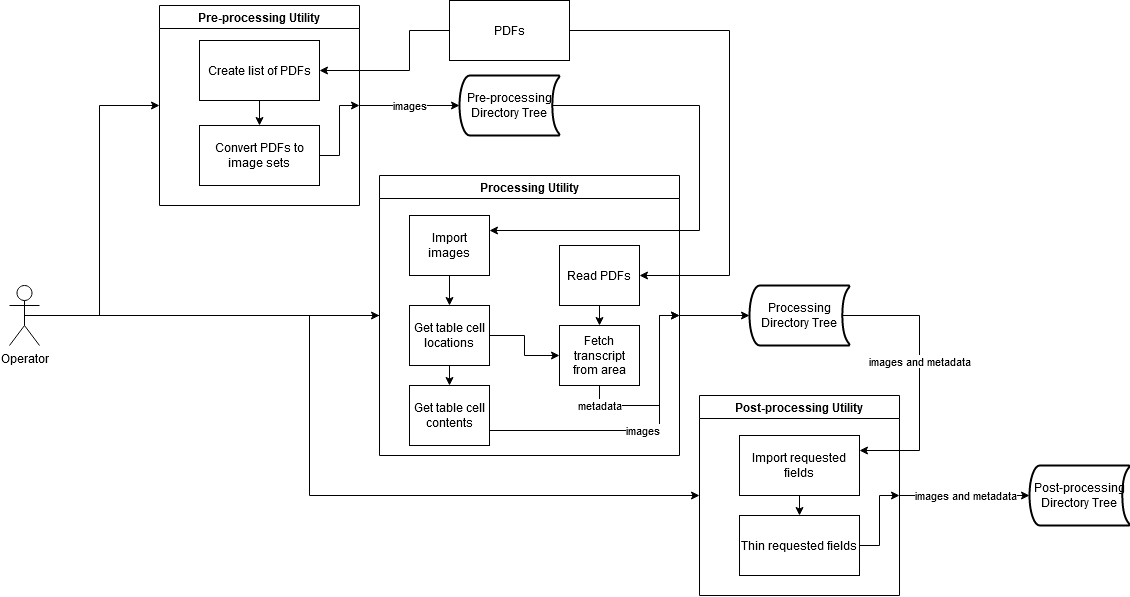 Pre-processing Utility
PDFs
Create list of PDFs
Pre-processing
Directory Tree
images
Convert PDFs to
image sets
Processing Utility
Import
images
Read PDFs
Get table cell
locations
Fetch
transcript
from area
metadata
Get table cell
contents
images
Operator
Processing
Directory Tree
images and metadata
Post-processing Utility
Import requested
fields
images and metadata
Post-processing
Directory Tree
Thin requested fields